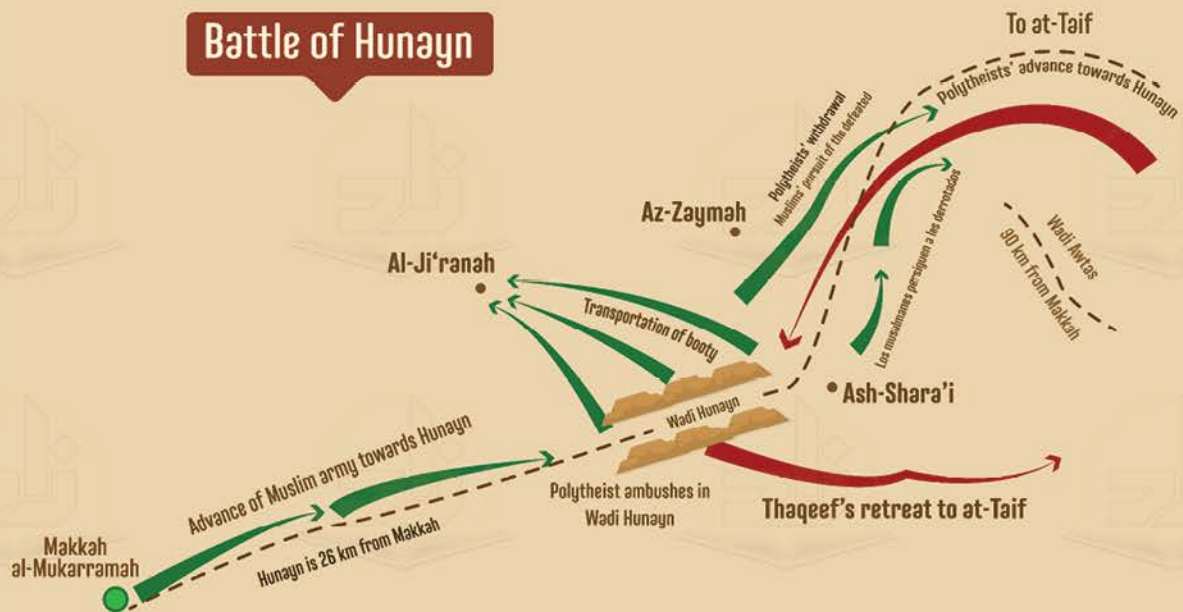 Battle of Hunayn
To at-Taif
Polytheists' advance towards Hunayn
Polytheists' withdrawal
Muslims' pursuit of the defeated
Az-Zaymah
Los musulmanes persiguen a les derrotados
Wadi Awtas
90 km from Makkah
Al-Ji‘ranah
Transportation of booty
Wadi Hunayn
Ash-Shara’i
Advance of Muslim army towards Hunayn
Polytheist ambushes in
Wadi Hunayn
Thaqeef’s retreat to at-Taif
Hunayn is 26 km from Makkah
Makkah
al-Mukarramah